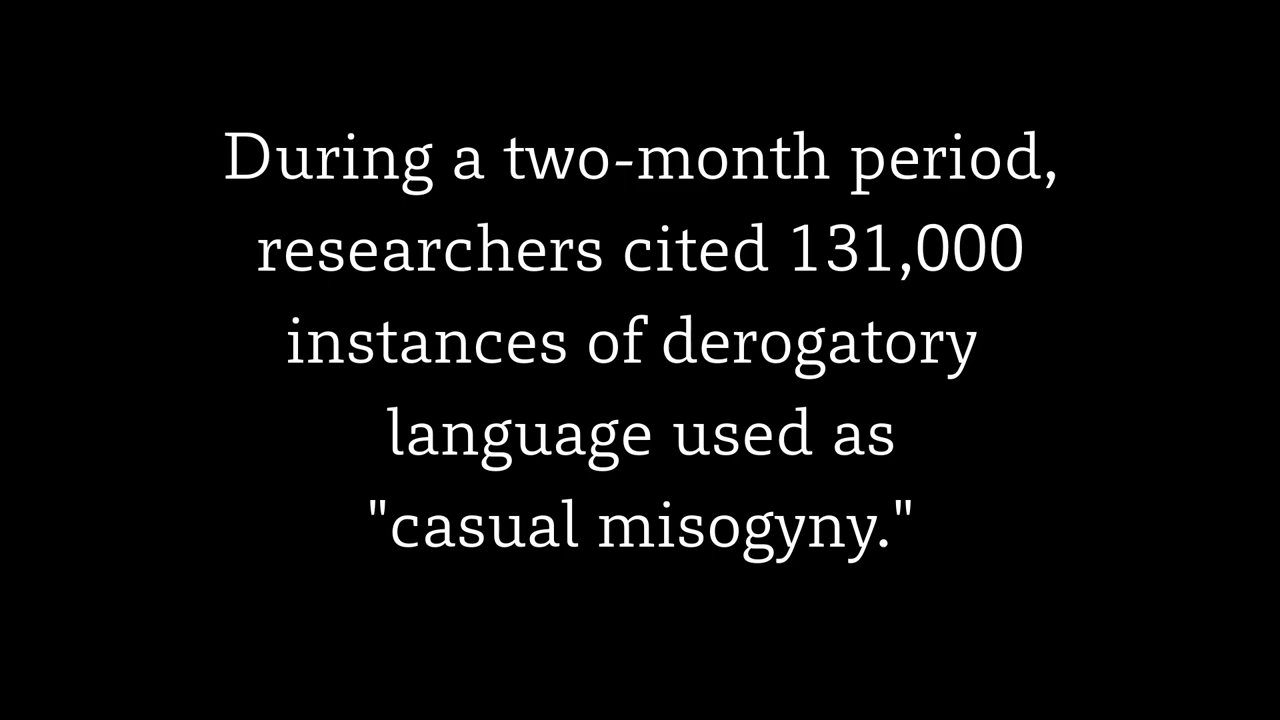 During a two-month period,
researchers cited 131,000
instances of derogatory
language used as
"casual misogyny."